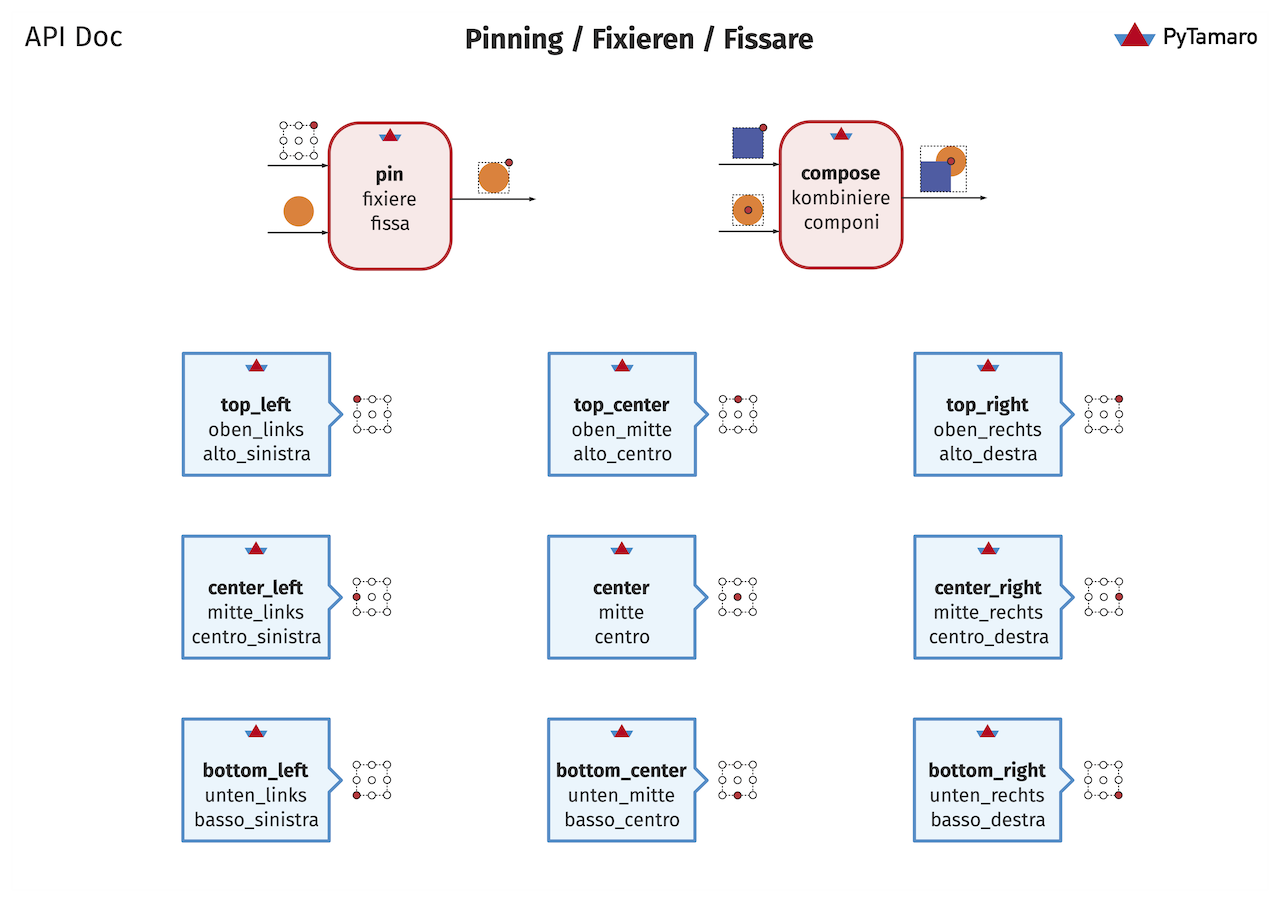 API Doc
Pinning / Fixieren / Fissare
PyTamaro
pin
fixiere
fissa
compose
kombiniere
componi
top_left
oben_links
alto_sinistra
top_center
oben_mitte
alto_centro
top_right
oben_rechts
alto_destra
center_left
mitte_links
centro_sinistra
center
mitte
centro
center_right
mitte_rechts
centro_destra
bottom_left
unten_links
basso_sinistra
bottom_center
unten_mitte
basso_centro
bottom_right
unten_rechts
basso_destra